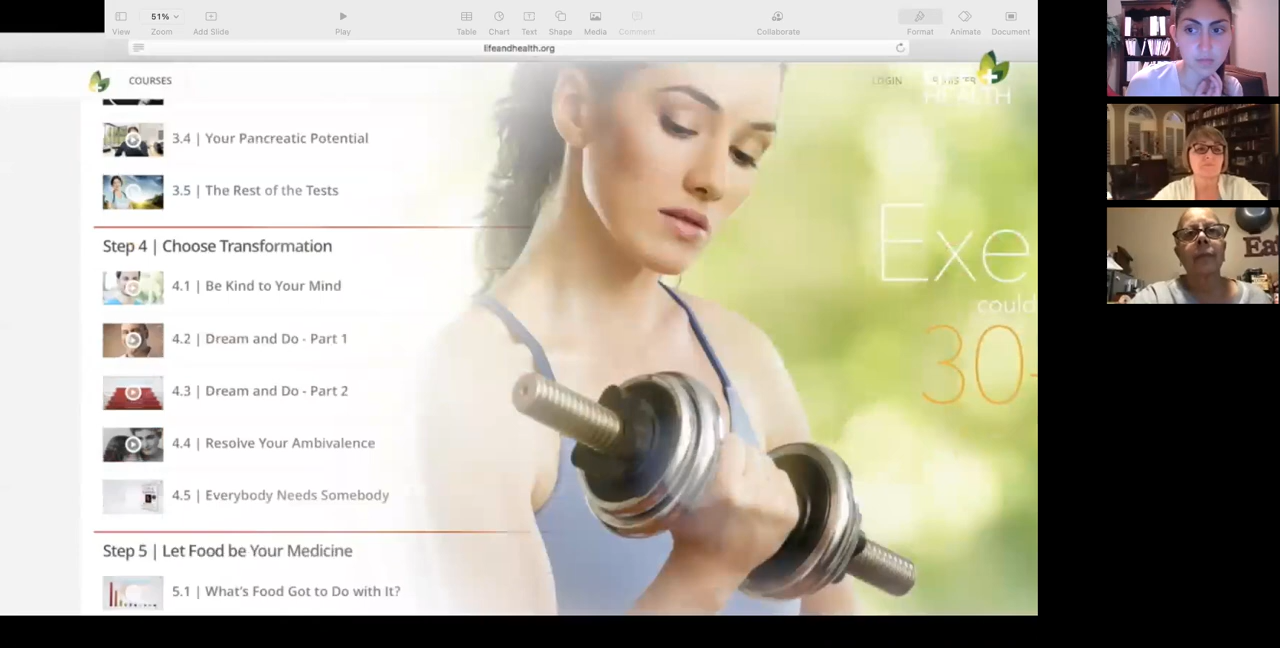 51%
View
Zoom
Add Slide
Play
Table
Chart
Text
Shape
Media
Comment
Collaborate
Format
Animate
Document
lifeandhealth.org
COURSES
LOGIN
HEALTH
3.4 | Your Pancreatic Potential
3.5 | The Rest of the Tests
Step 4 | Choose Transformation
4.1 | Be Kind to Your Mind
4.2 | Dream and Do - Part 1
4.3 | Dream and Do - Part 2
4.4 | Resolve Your Ambivalence
4.5 | Everybody Needs Somebody
Step 5 | Let Food be Your Medicine
5.1 | What's Food Got to Do with It?
Exe
could
30-
Eat